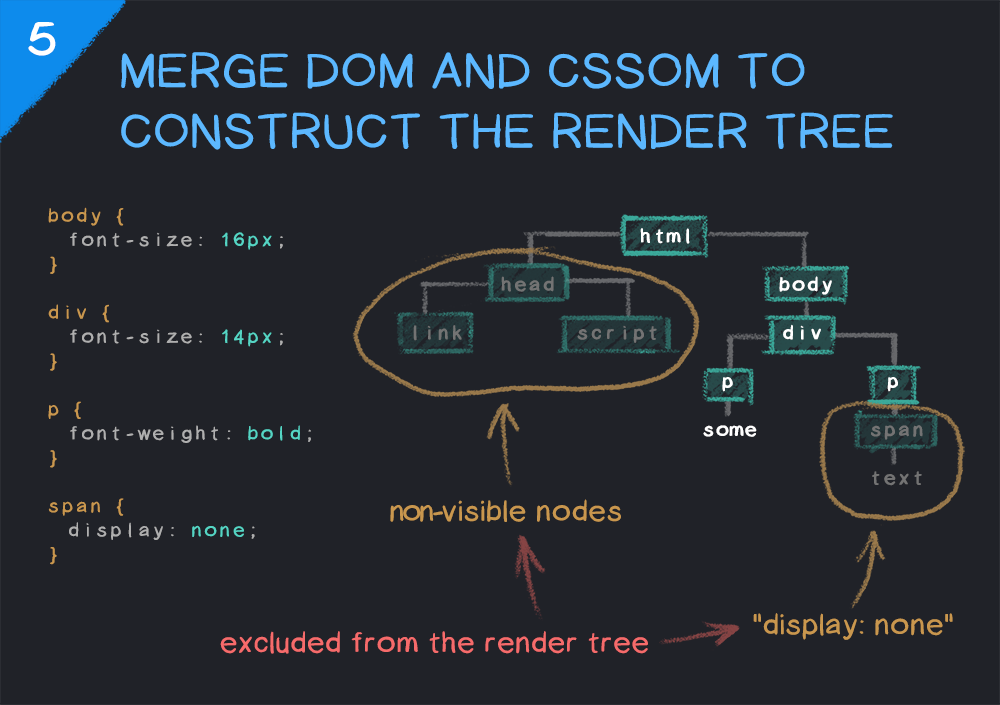 5
MERGE DOM AND CSSOM TO
CONSTRUCT THE RENDER TREE
body {
font-size: 16px;
}
div {
font-size: 14px;
}
p {
font-weight: bold;
}
span {
display: none;
}
html
head
body
link
script
div
p
p
some
span
text
non-visible nodes
excluded from the render tree
"display: none"